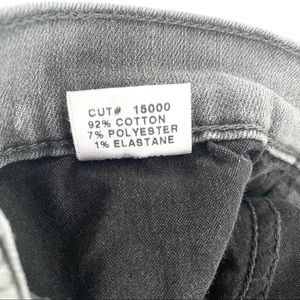 CUT# 15000
92% COTTON
7% POLYESTER
1% ELASTANE